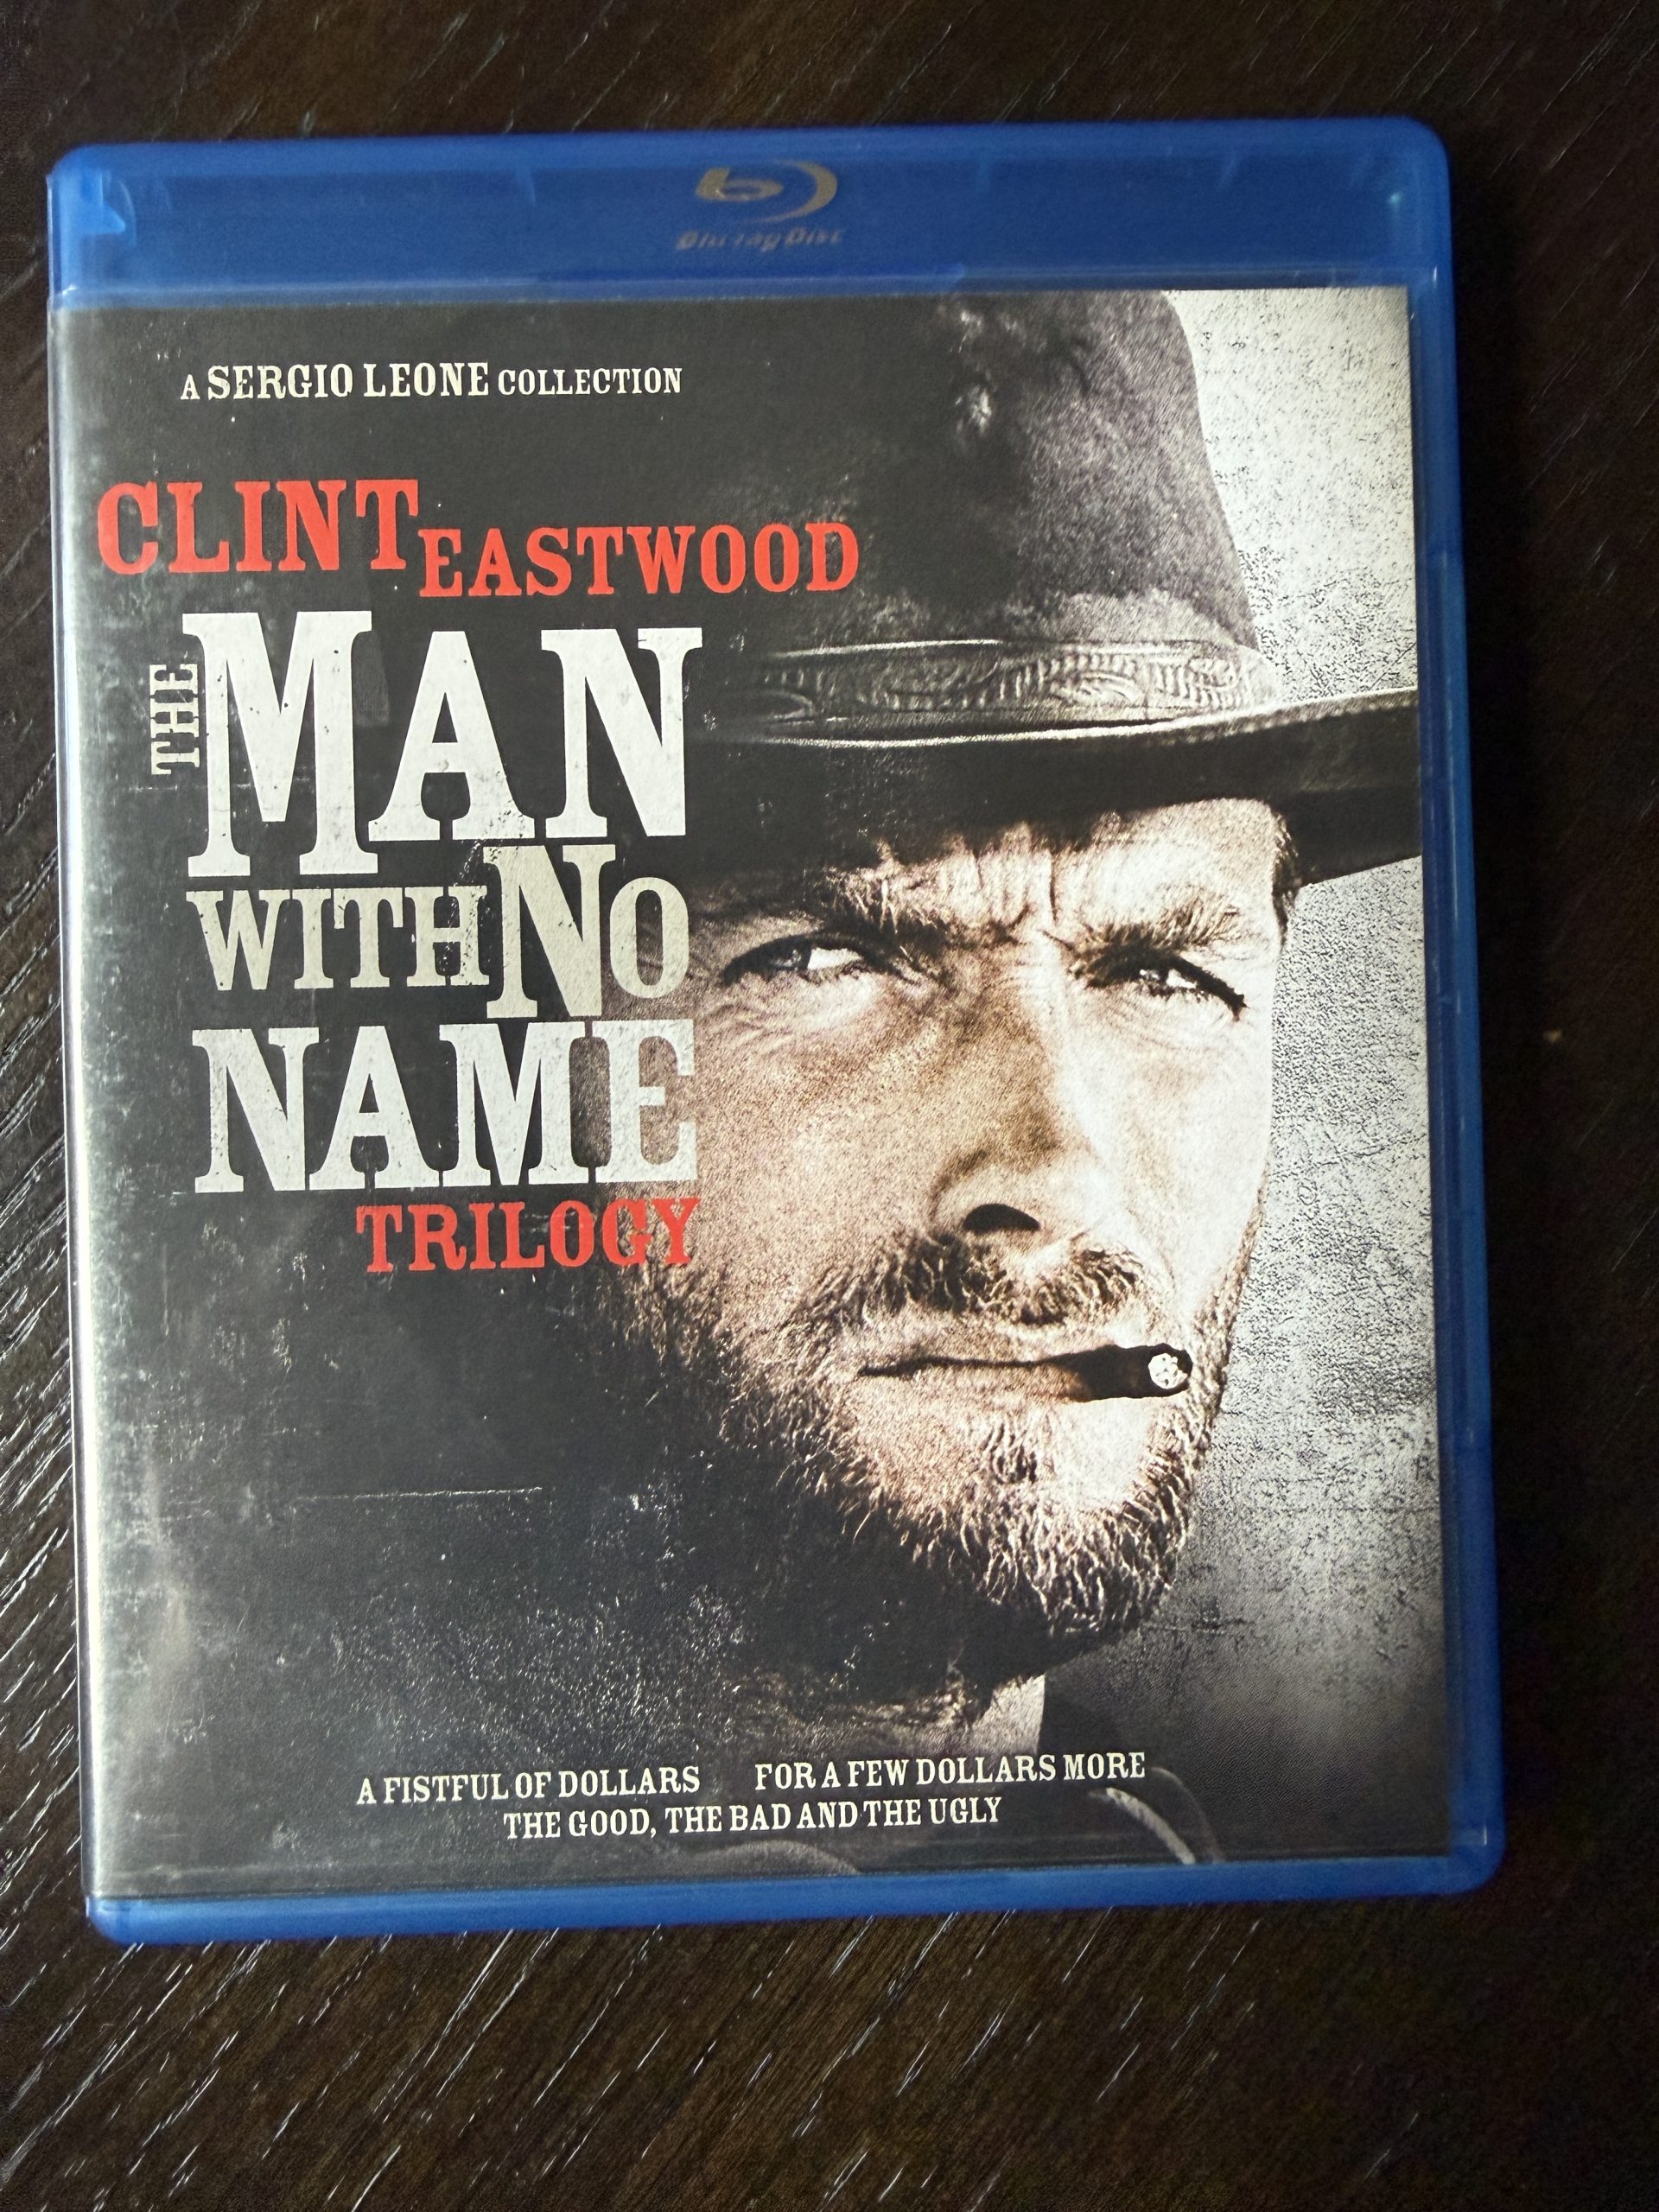 Blu-ray Disc
A SERGIO LEONE COLLECTION
CLINT EASTWOOD
THE MAN
WITH NO
NAME
TRILOGY
A FISTFUL OF DOLLARS FOR A FEW DOLLARS MORE
THE GOOD, THE BAD AND THE UGLY